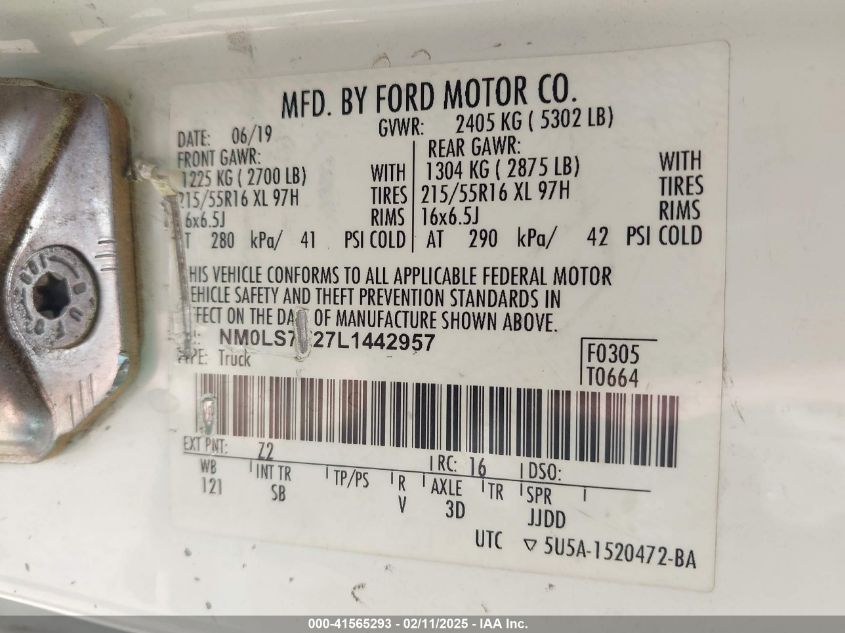 MFD. BY FORD MOTOR CO.
DATE: 06/19 GVWR: 2405 KG ( 5302 LB)
FRONT GAWR: REAR GAWR:
1225 KG ( 2700 LB) WITH 1304 KG ( 2875 LB) WITH
215/55R16 XL 97H TIRES 215/55R16 XL 97H TIRES
16x6.5J RIMS 16x6.5J RIMS
AT 280 kPa/ 41 PSI COLD AT 290 kPa/ 42 PSI COLD
THIS VEHICLE CONFORMS TO ALL APPLICABLE FEDERAL MOTOR
VEHICLE SAFETY AND THEFT PREVENTION STANDARDS IN
EFFECT ON THE DATE OF MANUFACTURE SHOWN ABOVE.
F0305
TYPE: Truck T0664
EXT PNT: Z2 RC: 16 DSO:
WB INT TR TP/PS R AXLE TR SPR
121 SB V 3D JJDD
UTC ▽ 5U5A-1520472-BA
000-41565293 — 02/11/2025 — IAA Inc.